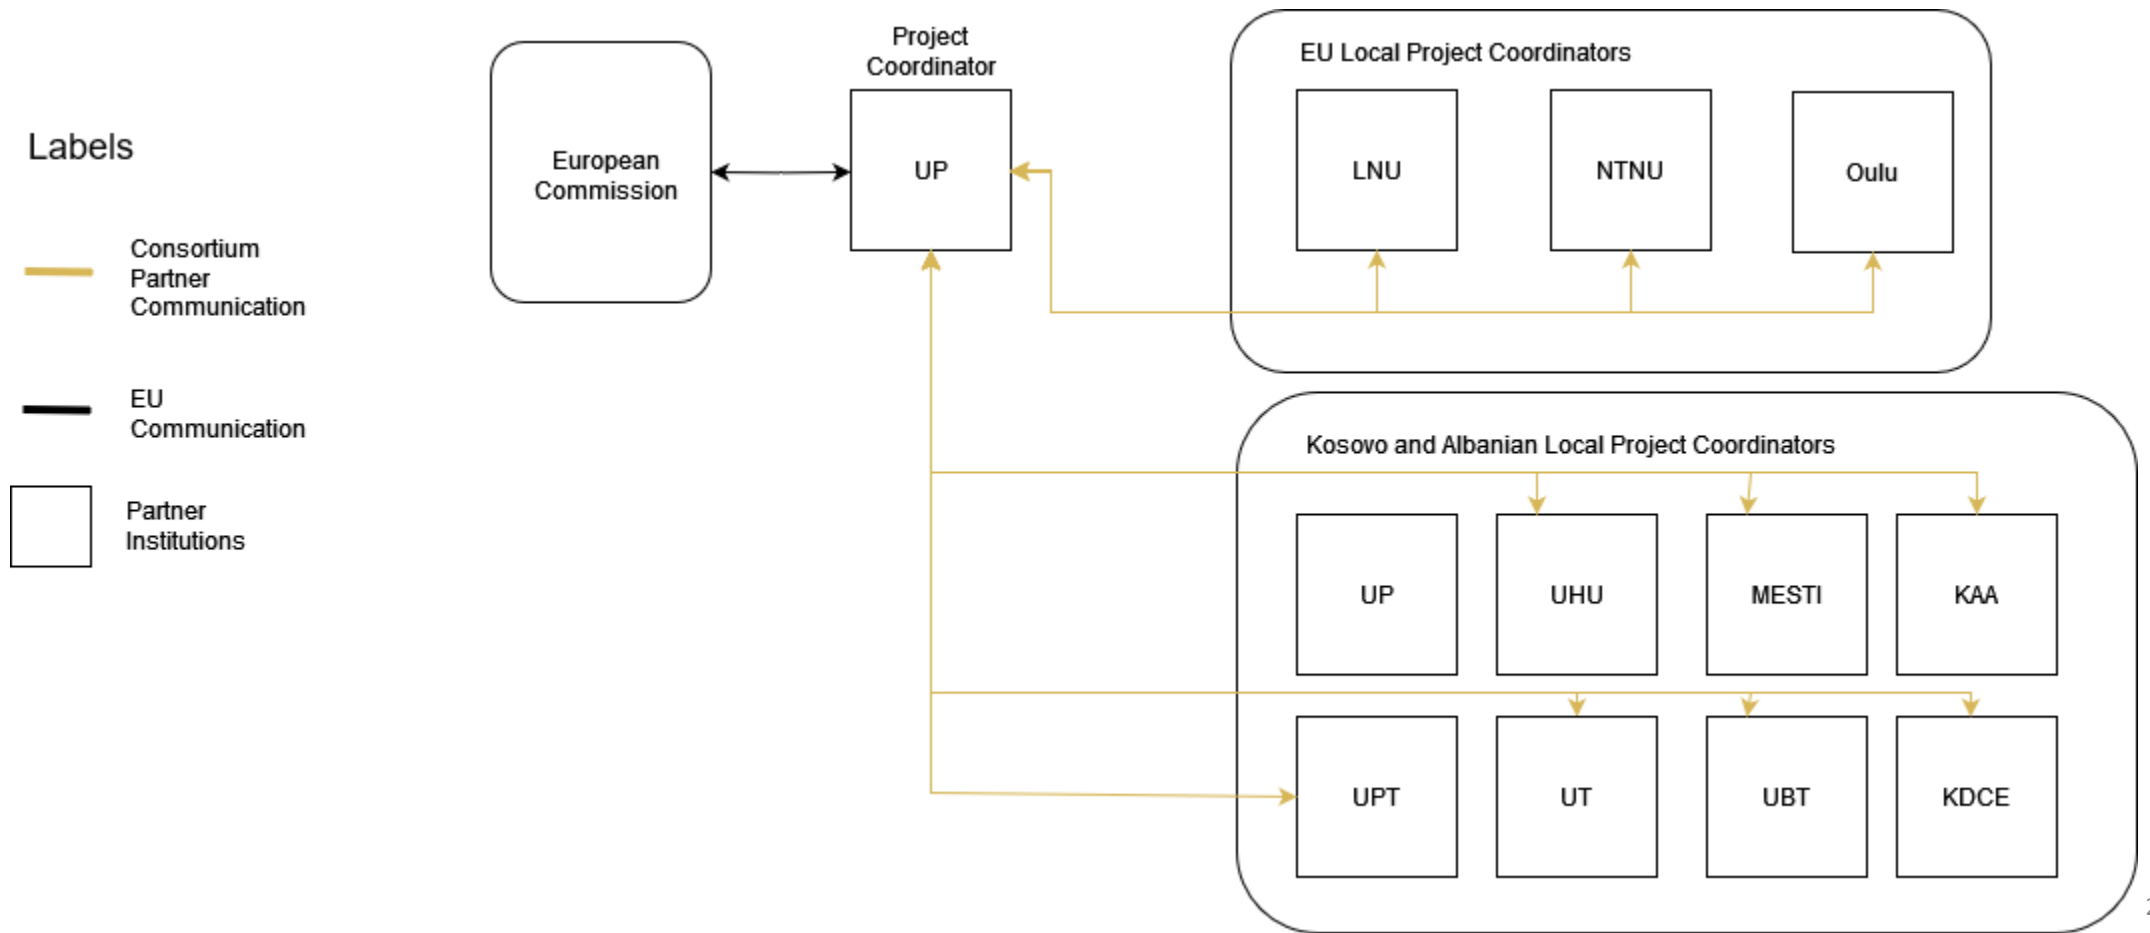 Labels
Consortium
Partner
Communication
EU
Communication
Partner
Institutions
European
Commission
Project
Coordinator
UP
EU Local Project Coordinators
LNU
NTNU
Oulu
Kosovo and Albanian Local Project Coordinators
UP
UHU
MESTI
KAA
UPT
UT
UBT
KDCE